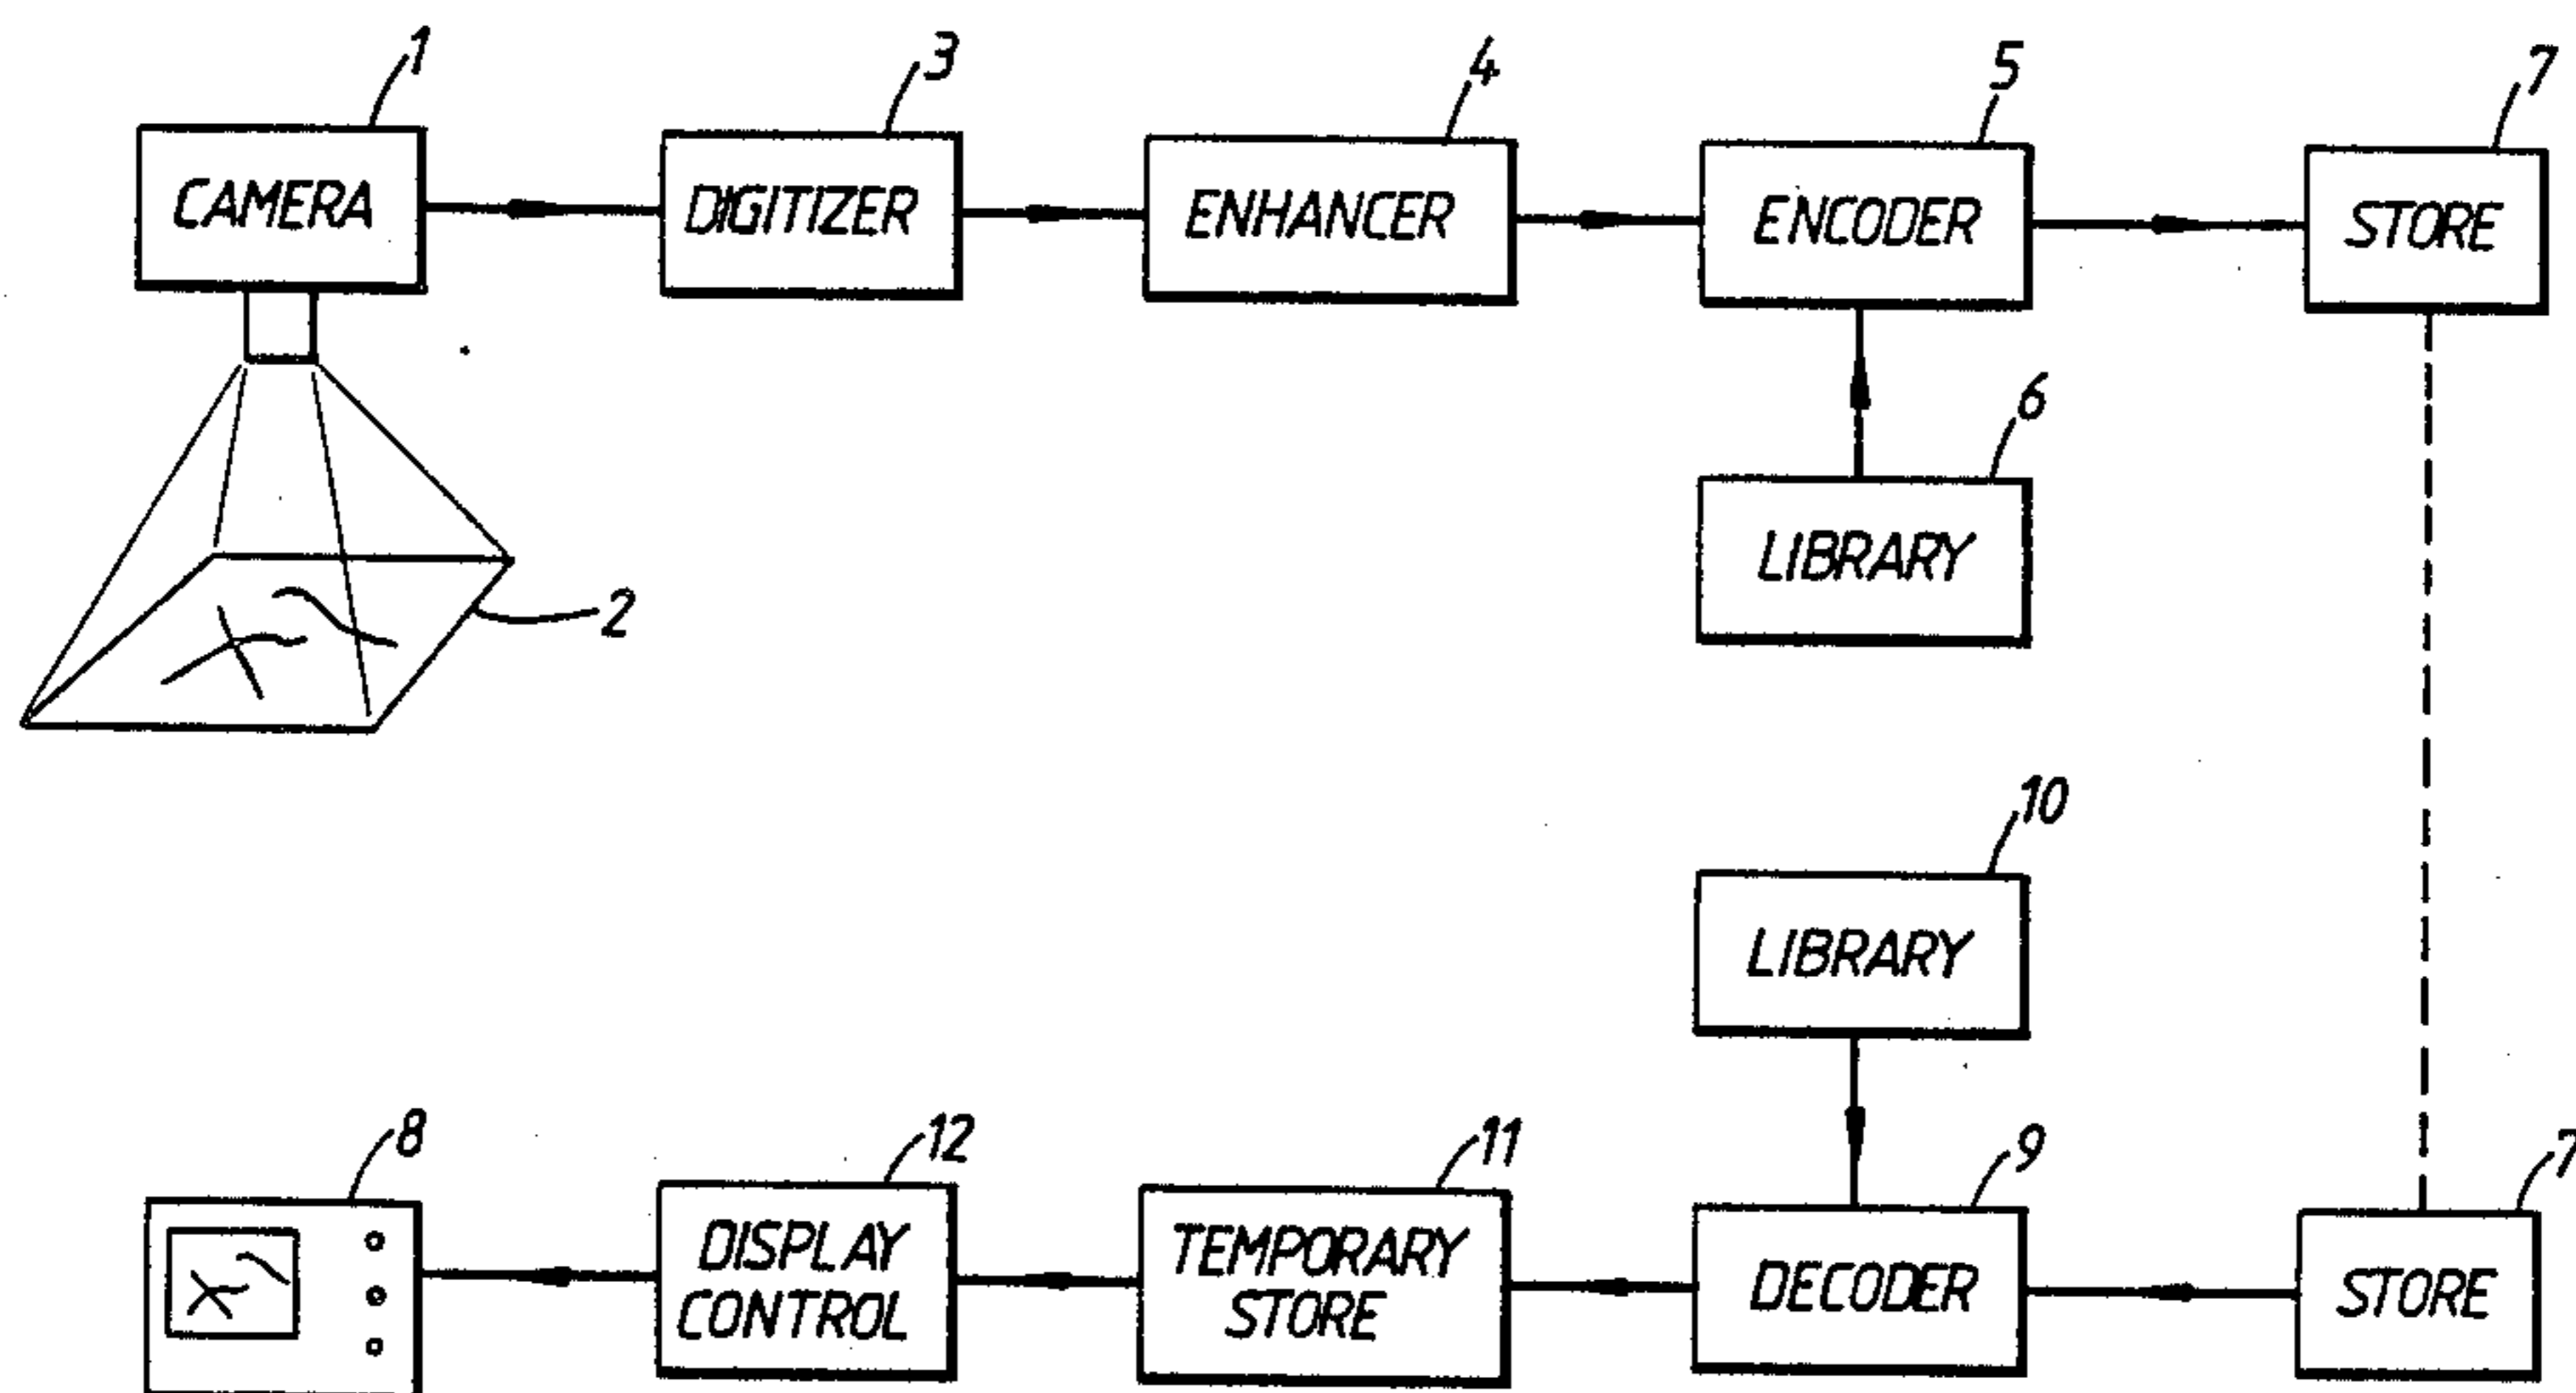 1
3
4
5
7
CAMERA
DIGITIZER
ENHANCER
ENCODER
STORE
6
LIBRARY
2
10
LIBRARY
8
12
11
9
7
DISPLAY
CONTROL
TEMPORARY
STORE
DECODER
STORE